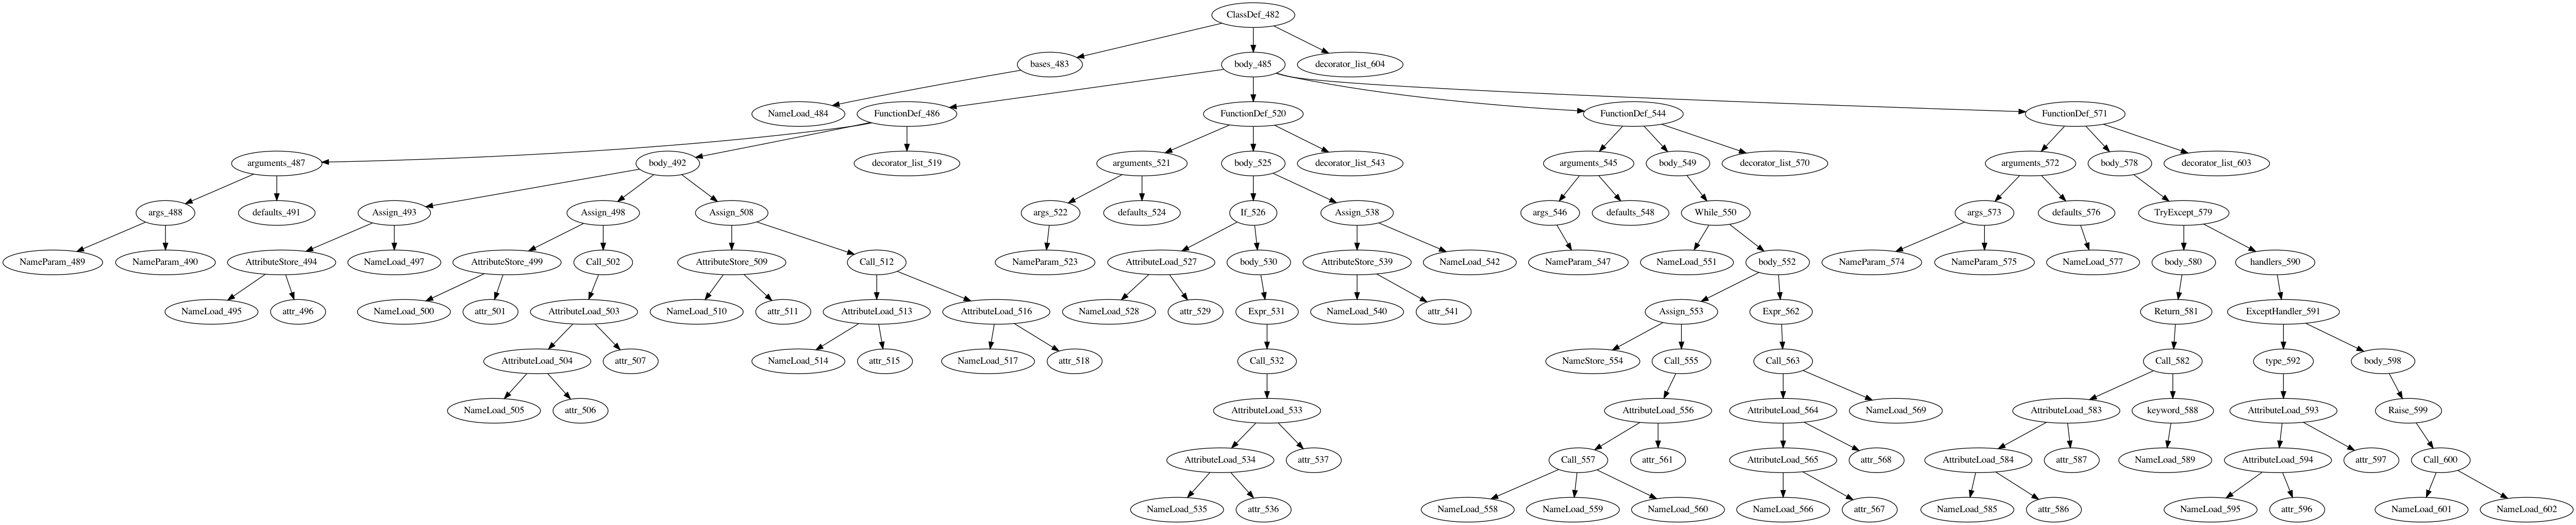 ClassDef_482
bases_483
body_485
decorator_list_604
NameLoad_484
FunctionDef_486
FunctionDef_520
FunctionDef_544
FunctionDef_571
arguments_487
body_492
decorator_list_519
arguments_521
body_525
decorator_list_543
arguments_545
body_549
decorator_list_570
arguments_572
body_578
decorator_list_603
args_488
defaults_491
Assign_493
Assign_498
Assign_508
args_522
defaults_524
If_526
Assign_538
args_546
defaults_548
While_550
args_573
defaults_576
TryExcept_579
NameParam_489
NameParam_490
AttributeStore_494
NameLoad_497
AttributeStore_499
Call_502
AttributeStore_509
Call_512
NameParam_523
AttributeLoad_527
body_530
AttributeStore_539
NameLoad_542
NameParam_547
NameLoad_551
body_552
NameParam_574
NameParam_575
NameLoad_577
body_580
handlers_590
NameLoad_495
attr_496
NameLoad_500
attr_501
AttributeLoad_503
NameLoad_510
attr_511
AttributeLoad_513
AttributeLoad_516
NameLoad_528
attr_529
Expr_531
NameLoad_540
attr_541
Assign_553
Expr_562
Return_581
ExceptHandler_591
AttributeLoad_504
attr_507
NameLoad_514
attr_515
NameLoad_517
attr_518
Call_532
NameStore_554
Call_555
Call_563
Call_582
type_592
body_598
NameLoad_505
attr_506
AttributeLoad_533
AttributeLoad_556
AttributeLoad_564
NameLoad_569
AttributeLoad_583
keyword_588
AttributeLoad_593
Raise_599
AttributeLoad_534
attr_537
Call_557
attr_561
AttributeLoad_565
attr_568
AttributeLoad_584
attr_587
NameLoad_589
AttributeLoad_594
attr_597
Call_600
NameLoad_535
attr_536
NameLoad_558
NameLoad_559
NameLoad_560
NameLoad_566
attr_567
NameLoad_585
attr_586
NameLoad_595
attr_596
NameLoad_601
NameLoad_602